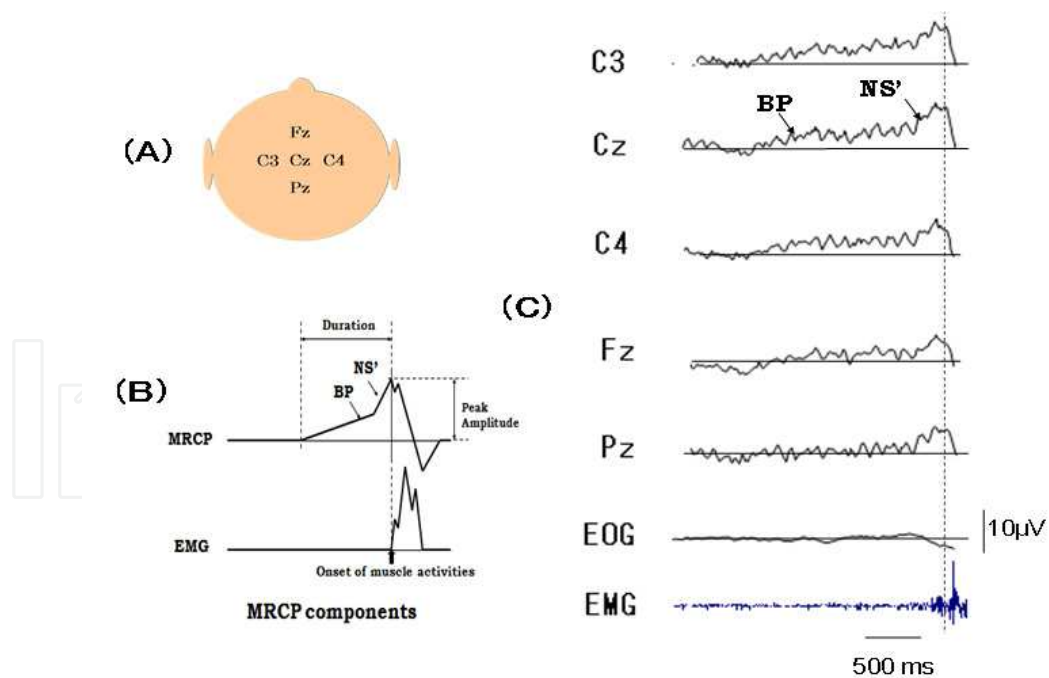 (A)
Fz
C3 Cz C4
Pz
(B)
Duration
NS'
BP
Peak
Amplitude
MRCP
EMG
Onset of muscle activities
MRCP components
(C)
C3
BP
NS'
Cz
C4
Fz
Pz
EOG
10μV
EMG
500 ms